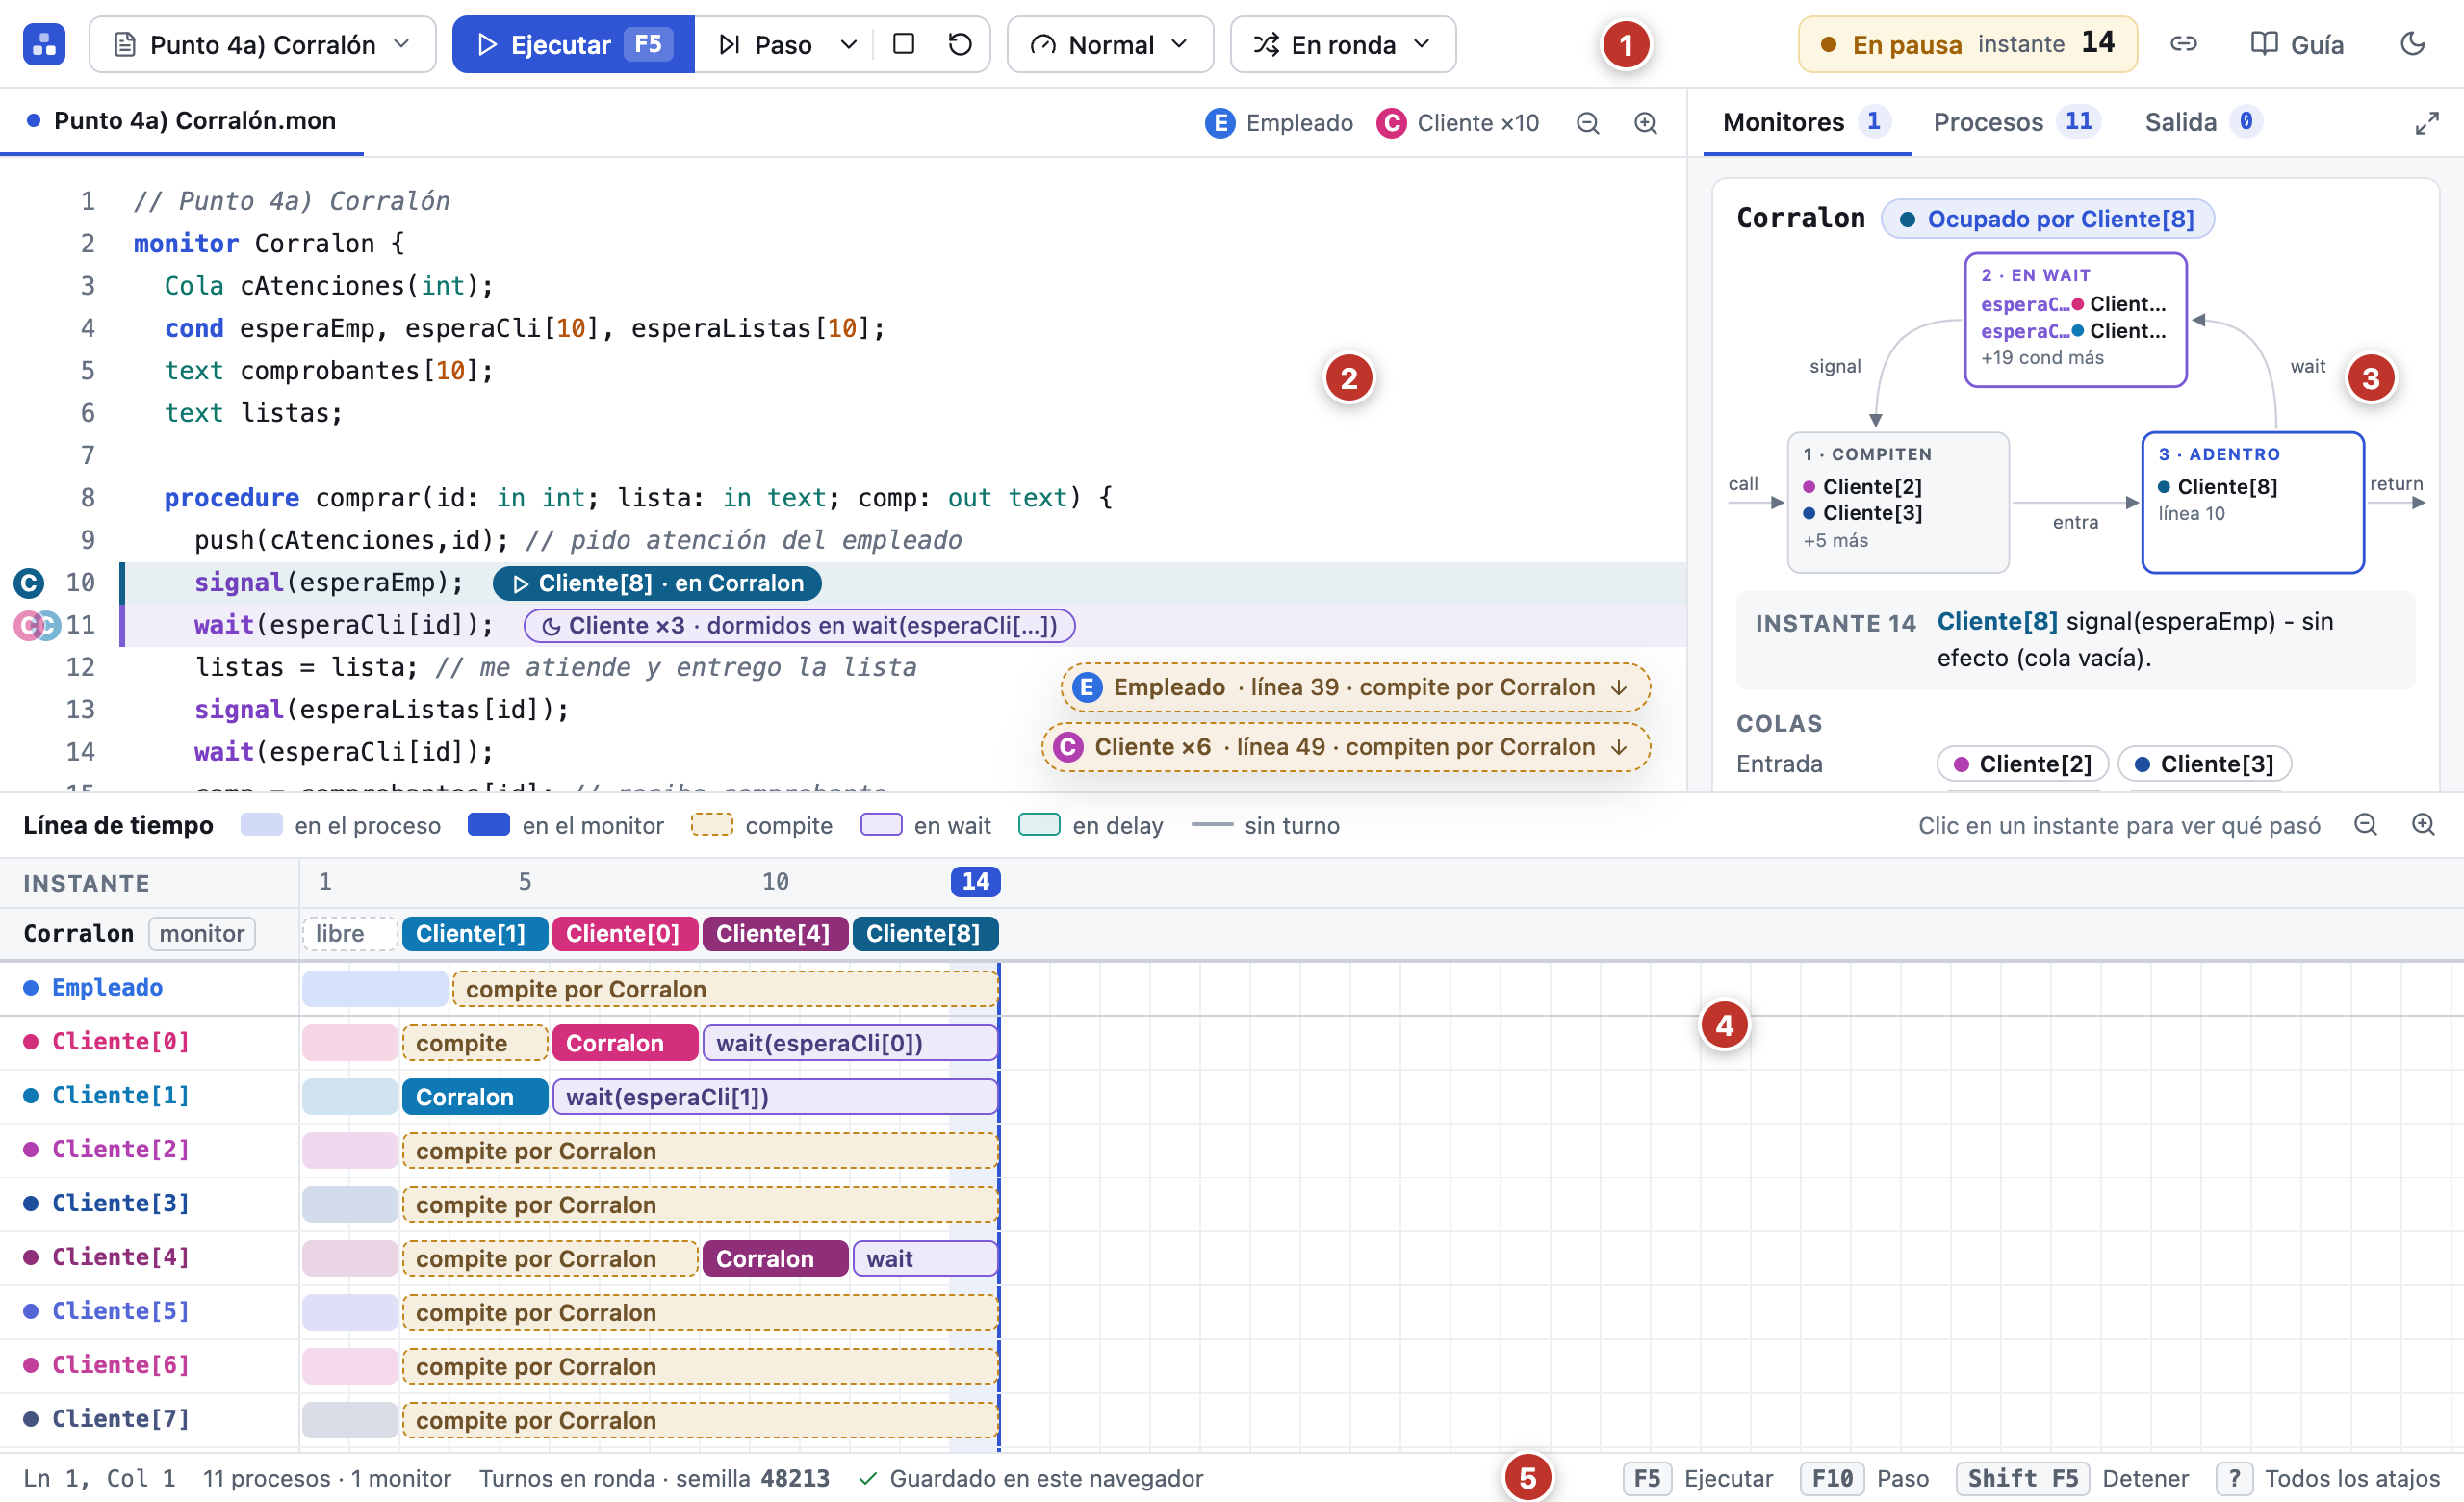 Punto 4a) Corralón
Ejecutar F5
Paso
Normal
En ronda
1
En pausa instante 14
Guía
Punto 4a) Corralón.mon
E Empleado C Cliente ×10
Monitores 1 Procesos 11 Salida 0
1 // Punto 4a) Corralón
2 monitor Corralon {
3 Cola cAtenciones(int);
4 cond esperaEmp, esperaCli[10], esperaListas[10];
5 text comprobantes[10];
6 text listas;
7
8 procedure comprar(id: in int; lista: in text; comp: out text) {
9 push(cAtenciones,id); // pido atención del empleado
C 10 signal(esperaEmp); Cliente[8] · en Corralon
C C 11 wait(esperaCli[id]); Cliente ×3 · dormidos en wait(esperaCli[...])
12 listas = lista; // me atiende y entrego la lista
13 signal(esperaListas[id]);
14 wait(esperaCli[id]);
15 comp = comprobantes[id]; // recibo comprobante
2
E Empleado · línea 39 · compite por Corralon ↓
C Cliente ×6 · línea 49 · compiten por Corralon ↓
Corralon Ocupado por Cliente[8]
2 · EN WAIT
esperaC… Client...
esperaC… Client...
+19 cond más
signal
wait
3
1 · COMPITEN
Cliente[2]
Cliente[3]
+5 más
call
entra
3 · ADENTRO
Cliente[8]
línea 10
return
INSTANTE 14 Cliente[8] signal(esperaEmp) - sin
efecto (cola vacía).
COLAS
Entrada Cliente[2] Cliente[3]
Línea de tiempo en el proceso en el monitor compite en wait en delay sin turno
Clic en un instante para ver qué pasó
INSTANTE 1 5 10 14
Corralon monitor libre Cliente[1] Cliente[0] Cliente[4] Cliente[8]
Empleado compite por Corralon
Cliente[0] compite Corralon wait(esperaCli[0])
4
Cliente[1] Corralon wait(esperaCli[1])
Cliente[2] compite por Corralon
Cliente[3] compite por Corralon
Cliente[4] compite por Corralon Corralon wait
Cliente[5] compite por Corralon
Cliente[6] compite por Corralon
Cliente[7] compite por Corralon
Ln 1, Col 1 11 procesos · 1 monitor Turnos en ronda · semilla 48213 Guardado en este navegador
5
F5 Ejecutar F10 Paso Shift F5 Detener ? Todos los atajos